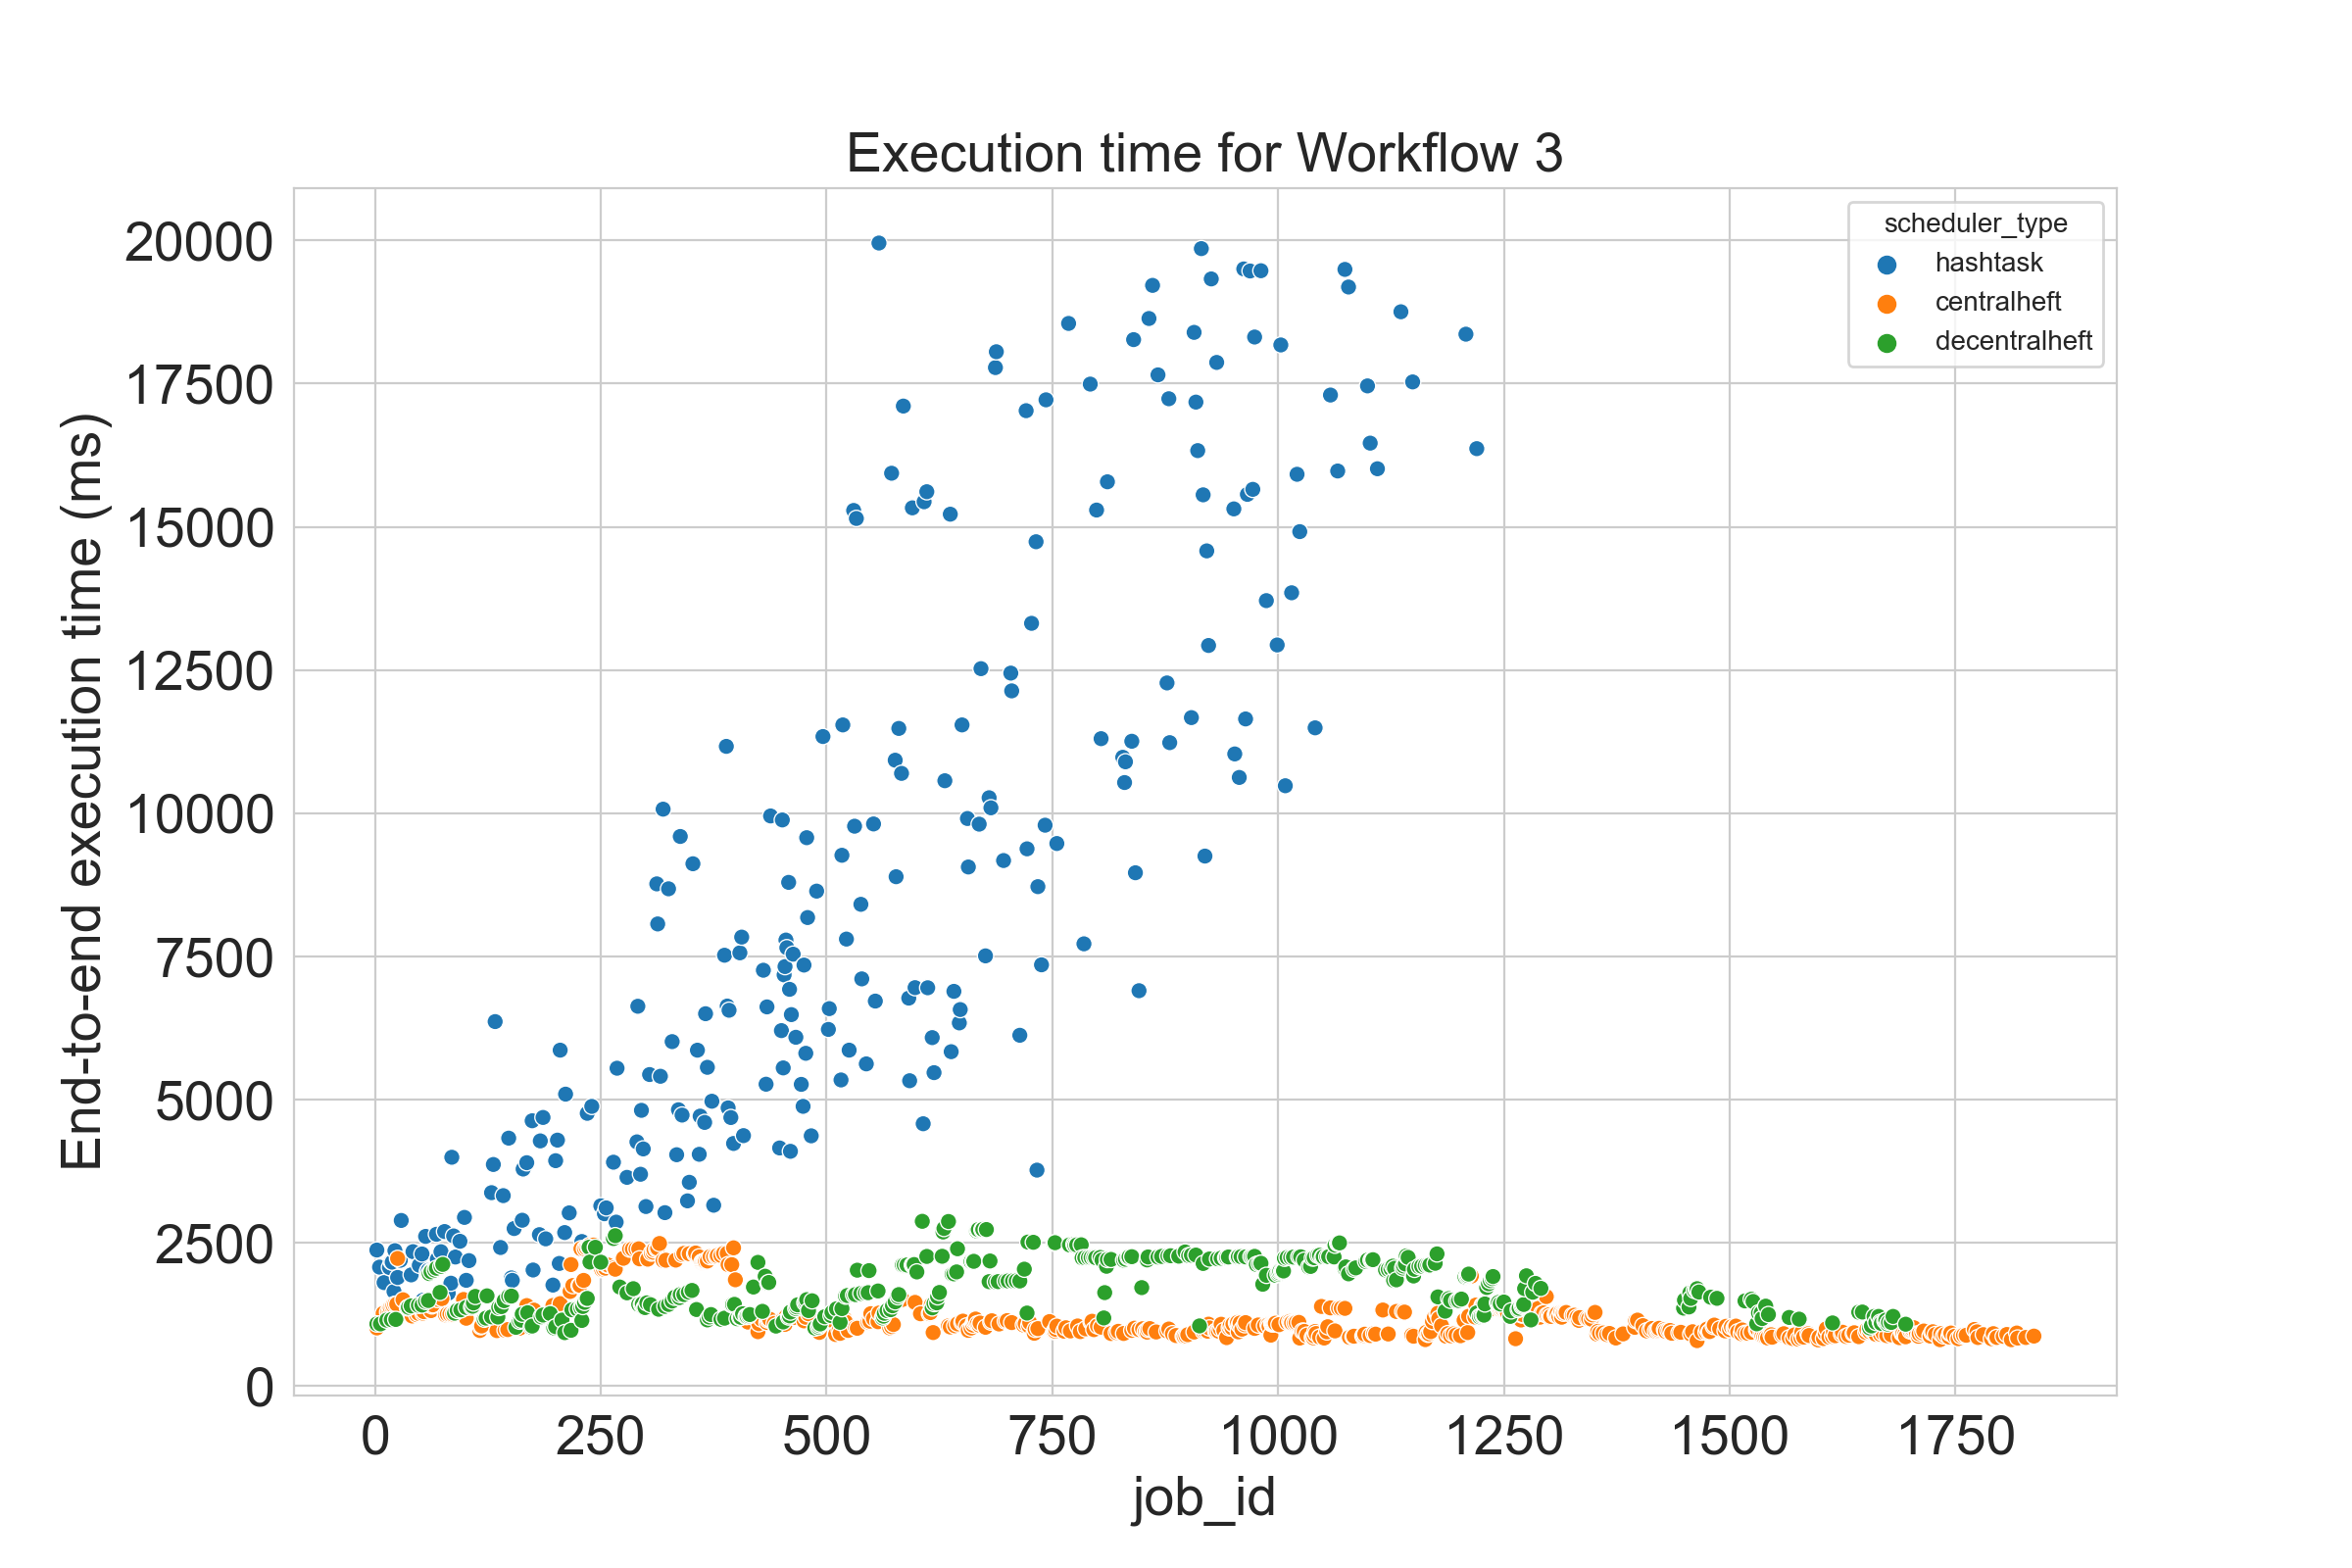 Execution time for Workflow 3
scheduler_type
hashtask
centralheft
decentralheft
End-to-end execution time (ms)
20000
17500
15000
12500
10000
7500
5000
2500
0
0 250 500 750 1000 1250 1500 1750
job_id